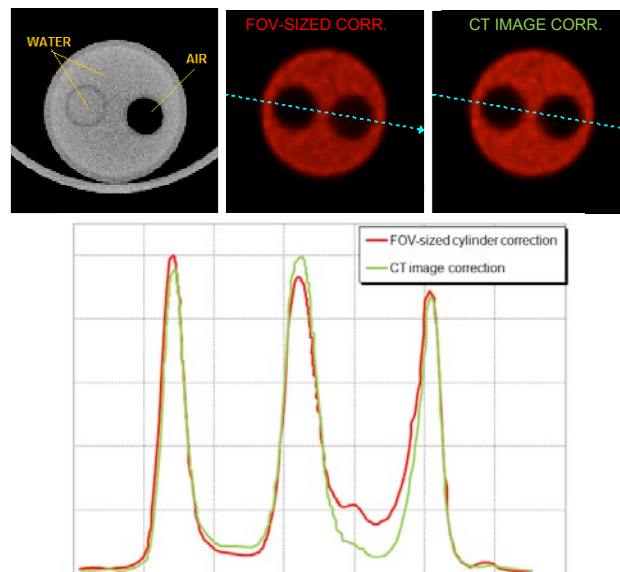 WATER
AIR
FOV-SIZED CORR.
CT IMAGE CORR.
FOV-sized cylinder correction
CT image correction